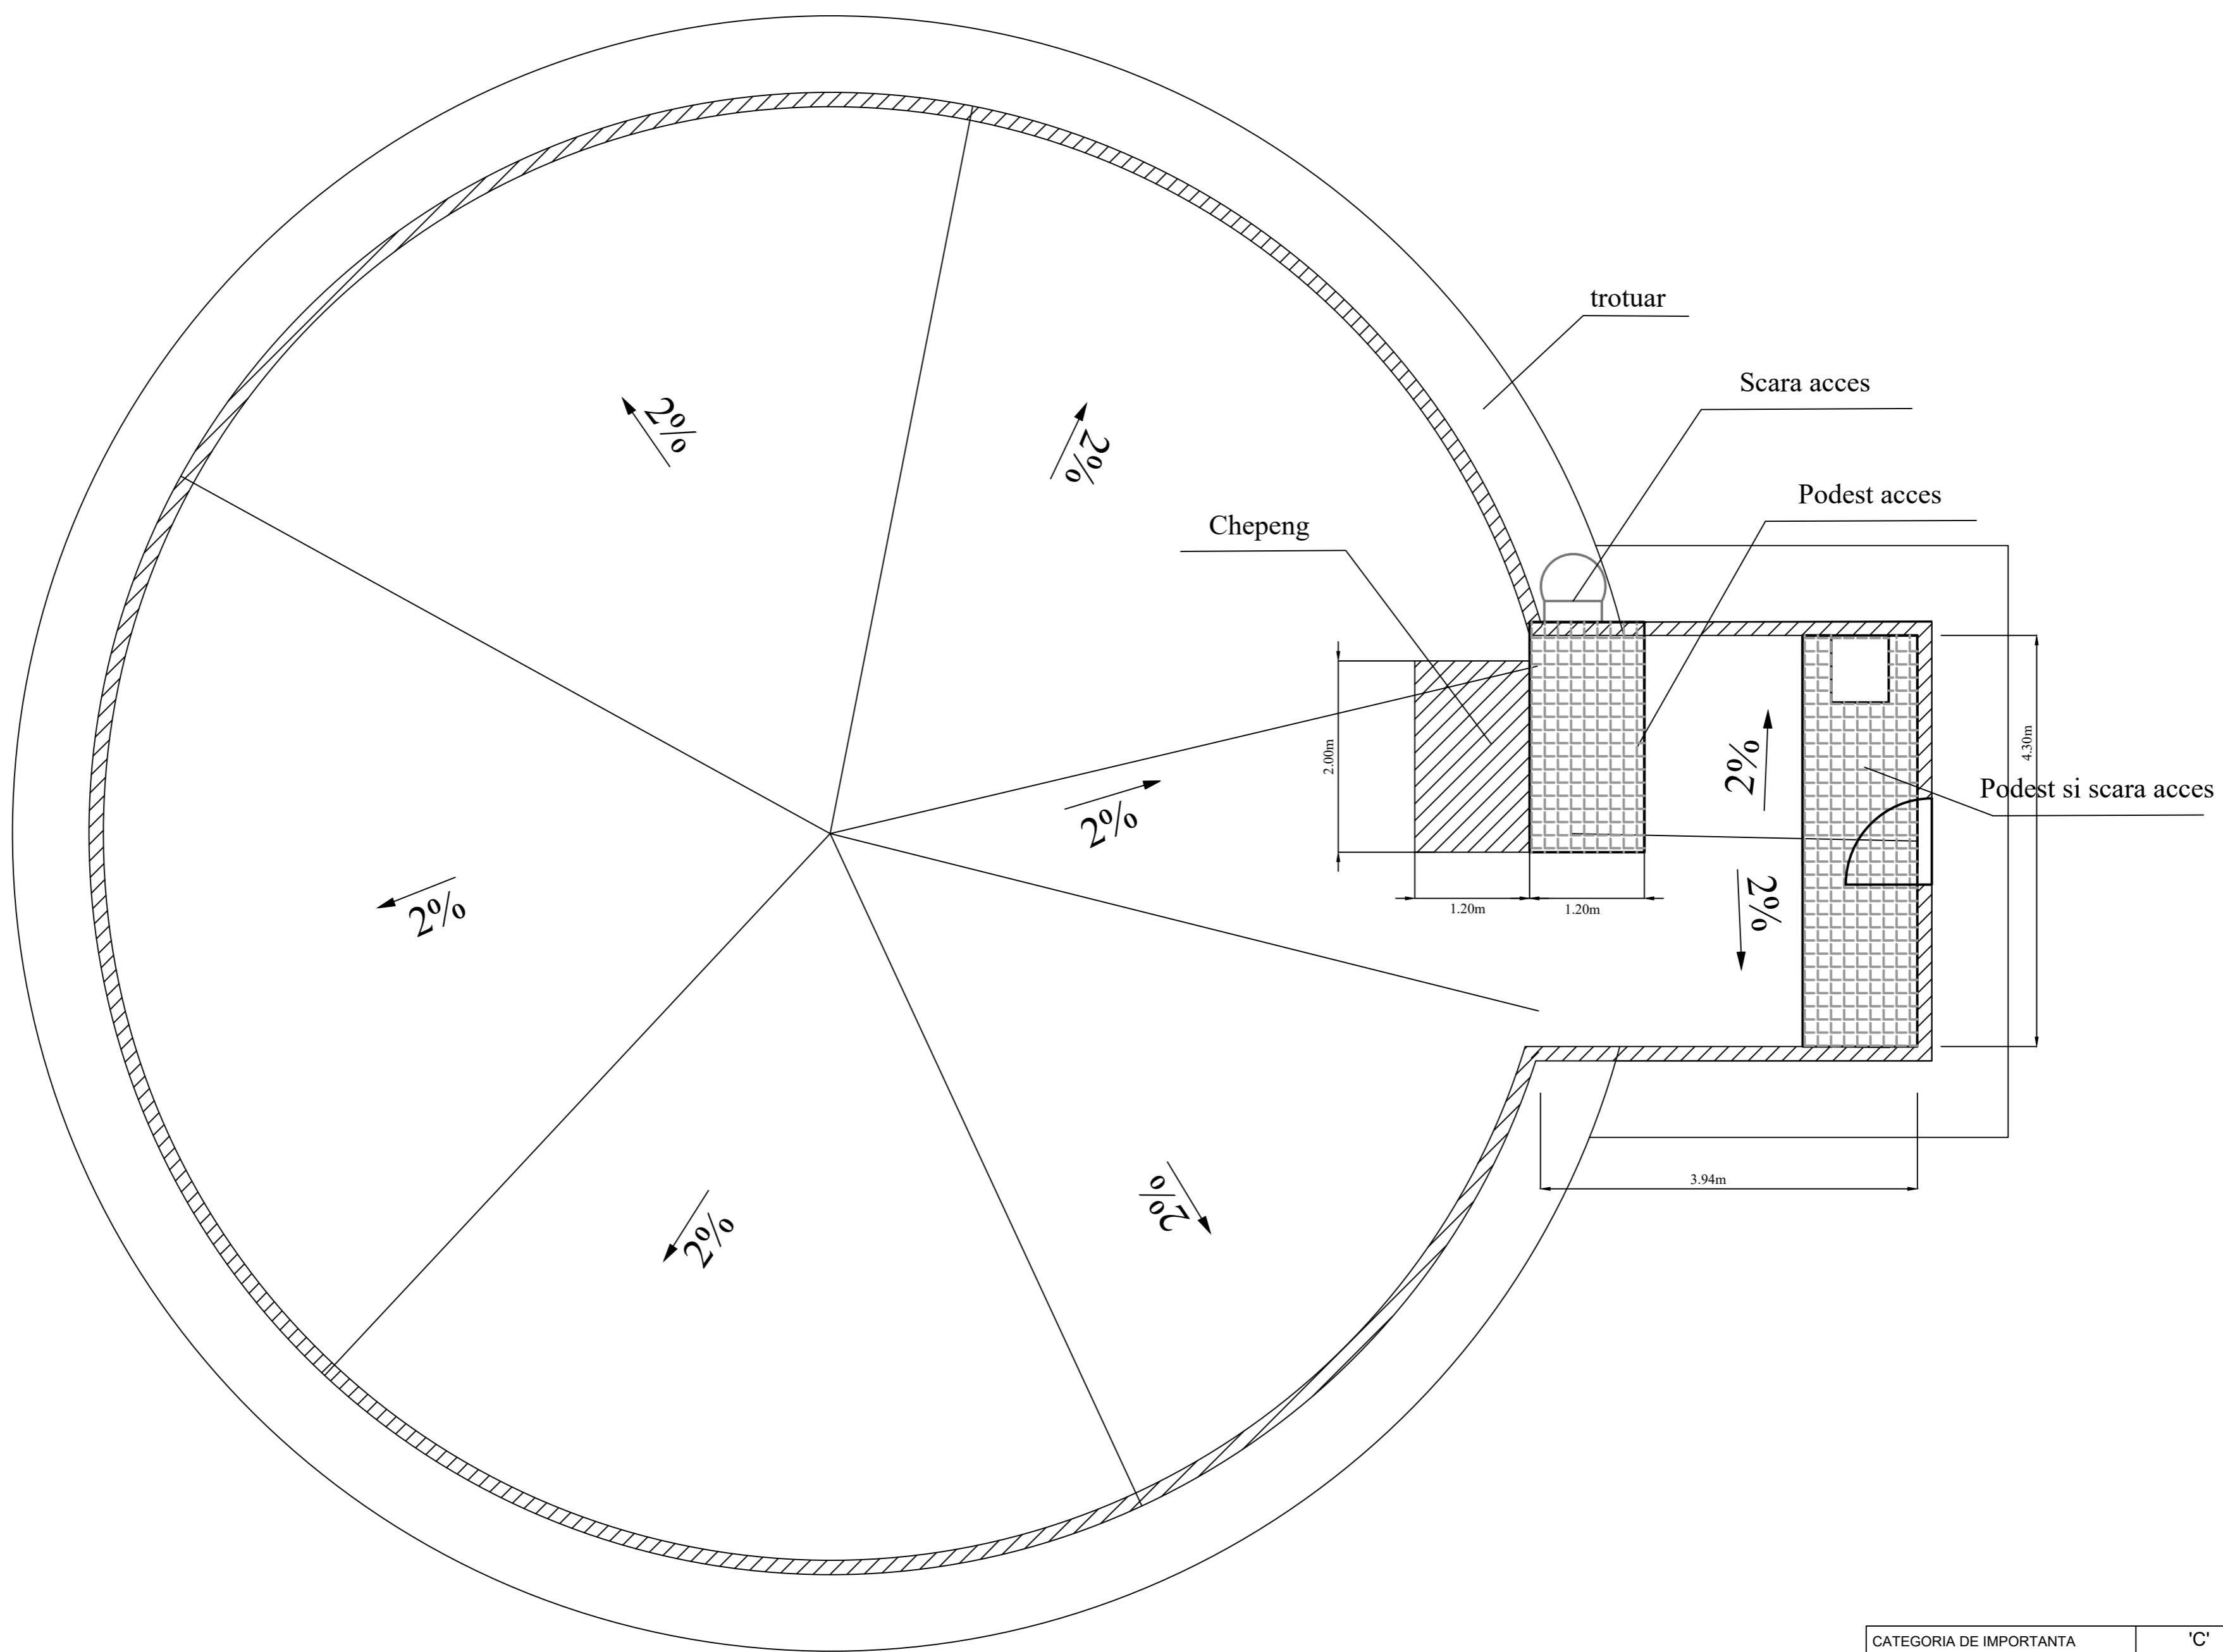 trotuar
Scara acces
2%
2%
Podest acces
Chepeng
2.00m
2%
4.30m
Podest si scara acces
2%
2%
2%
1.20m
1.20m
3.94m
2%
2%
CATEGORIA DE IMPORTANTA 'C'